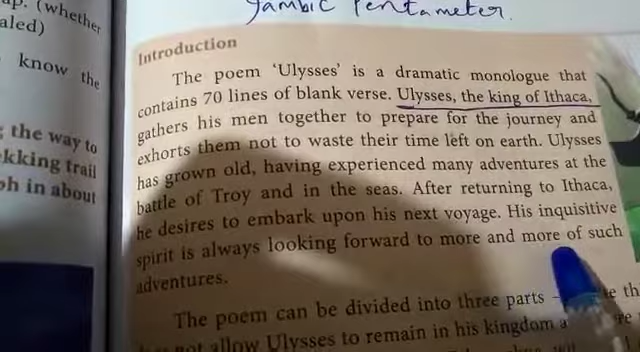 Iambic Pentameter.
(whether
aled)
know the
the way to
kking trail
ph in about
Introduction
The poem ‘Ulysses’ is a dramatic monologue that
contains 70 lines of blank verse. Ulysses, the king of Ithaca,
gathers his men together to prepare for the journey and
exhorts them not to waste their time left on earth. Ulysses
has grown old, having experienced many adventures at the
battle of Troy and in the seas. After returning to Ithaca,
he desires to embark upon his next voyage. His inquisitive
spirit is always looking forward to more and more of such
adventures.
The poem can be divided into three parts –
not allow Ulysses to remain in his kingdom